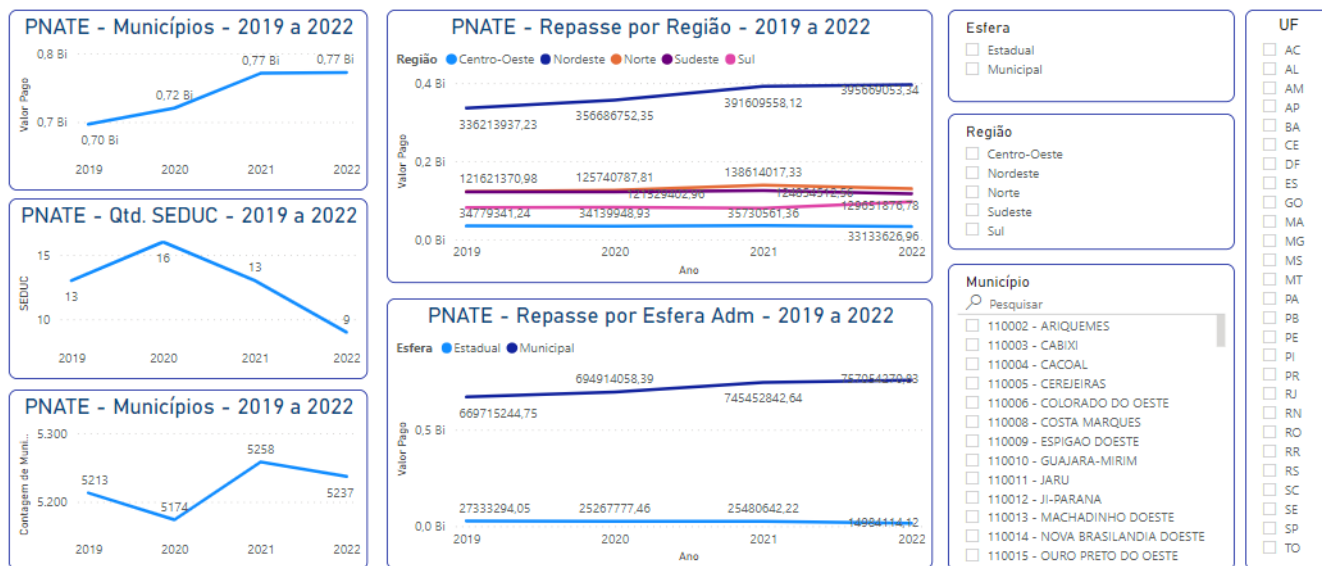 PNATE - Municípios - 2019 a 2022
Valor Pago
0,8 Bi
0,7 Bi
0,70 Bi
0,72 Bi
0,77 Bi
0,77 Bi
2019 2020 2021 2022
PNATE - Qtd. SEDUC - 2019 a 2022
SEDUC
15
10
13
16
13
9
2019 2020 2021 2022
PNATE - Municípios - 2019 a 2022
Contagem de Muni...
5.300
5.200
5213
5174
5258
5237
2019 2020 2021 2022
PNATE - Repasse por Região - 2019 a 2022
Região Centro-Oeste Nordeste Norte Sudeste Sul
Valor Pago
0,4 Bi
0,2 Bi
0,0 Bi
336213937,23
356686752,35
391609558,12
395669053,34
121621370,98
125740787,81
138614017,33
129651876,78
34779341,24
34139948,93
35730561,36
33133626,96
2019 2020 2021 2022
Ano
PNATE - Repasse por Esfera Adm - 2019 a 2022
Esfera Estadual Municipal
Valor Pago
0,5 Bi
0,0 Bi
669715244,75
694914058,39
745452842,64
27333294,05
25267777,46
25480642,22
14984114,12
2019 2020 2021 2022
Ano
Esfera
Estadual
Municipal
Região
Centro-Oeste
Nordeste
Norte
Sudeste
Sul
Município
Pesquisar
110002 - ARIQUEMES
110003 - CABIXI
110004 - CACOAL
110005 - CEREJEIRAS
110006 - COLORADO DO OESTE
110008 - COSTA MARQUES
110009 - ESPIGAO DOESTE
110010 - GUAJARA-MIRIM
110011 - JARU
110012 - JI-PARANA
110013 - MACHADINHO DOESTE
110014 - NOVA BRASILANDIA DOESTE
110015 - OURO PRETO DO OESTE
UF
AC
AL
AM
AP
BA
CE
DF
ES
GO
MA
MG
MS
MT
PA
PB
PE
PI
PR
RJ
RN
RO
RR
RS
SC
SE
SP
TO